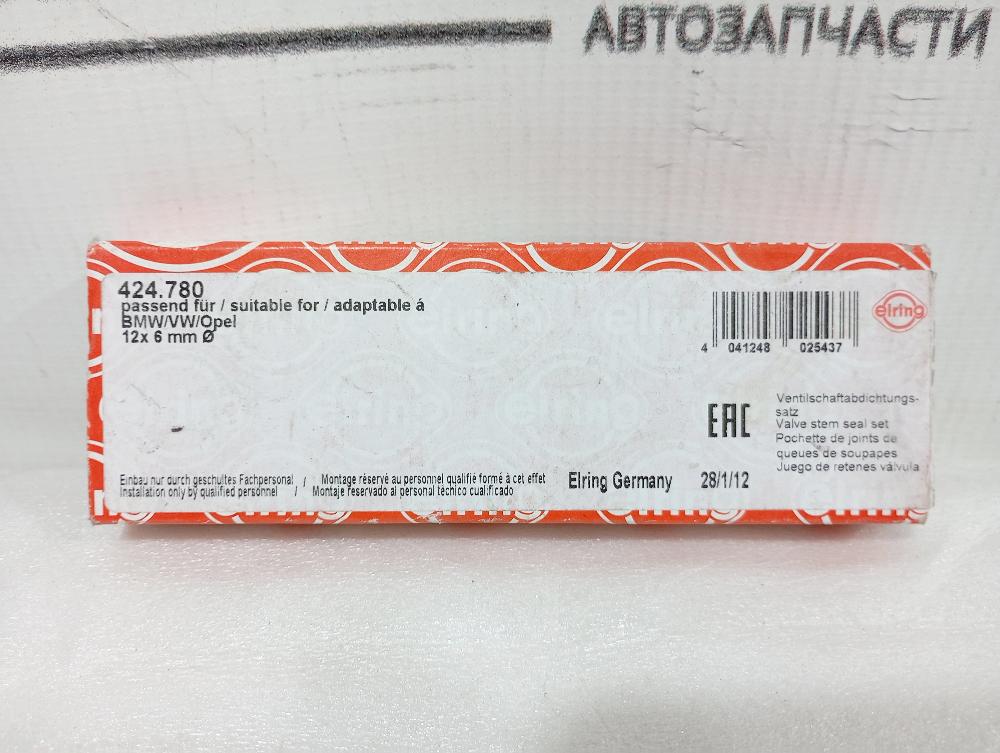 АВТОЗАПЧАСТИ
424.780
passend für / suitable for / adaptable á
BMW/VW/Opel
12x 6 mm Ø
elring
4 041248 025437
EAC
Ventilschaftabdichtungs-
satz
Valve stem seal set
Pochette de joints de
queues de soupapes
Juego de retenes válvula
Einbau nur durch geschultes Fachpersonal / Montage réservé au personnel qualifié formé à cet effet
Installation only by qualified personnel / Montaje reservado al personal técnico cualificado
Elring Germany 28/1/12